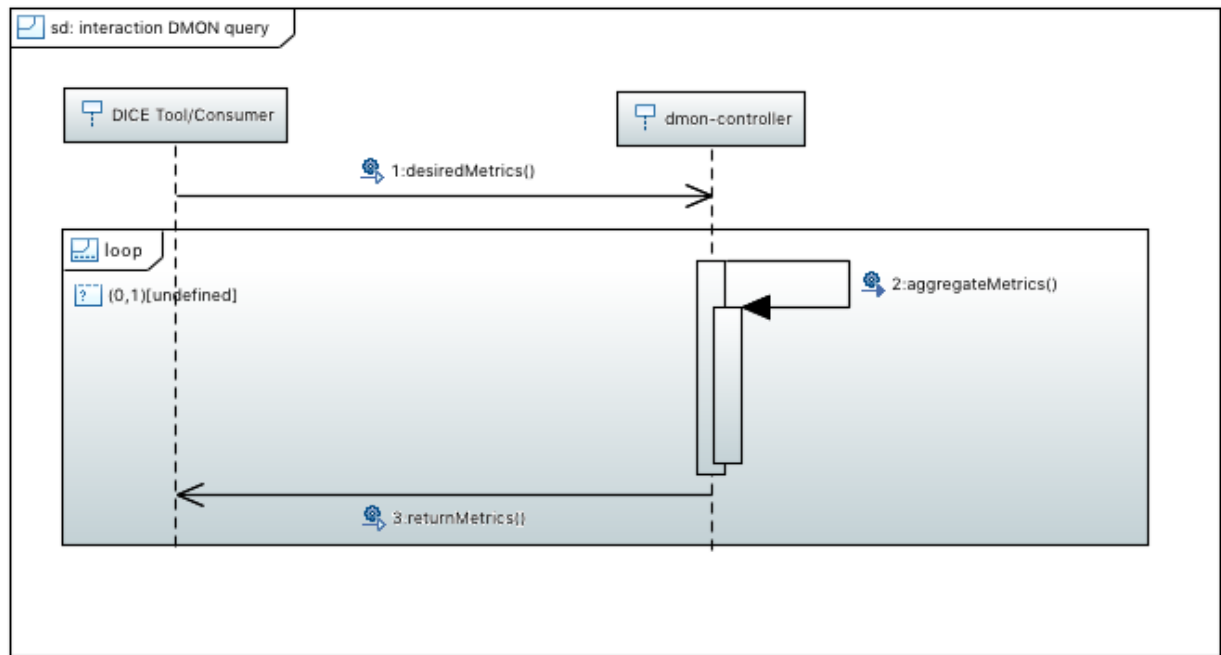 sd: interaction DMON query
DICE Tool/Consumer
dmon-controller
1:desiredMetrics()
loop
2:aggregateMetrics()
(0,1)[undefined]
3:returnMetrics()